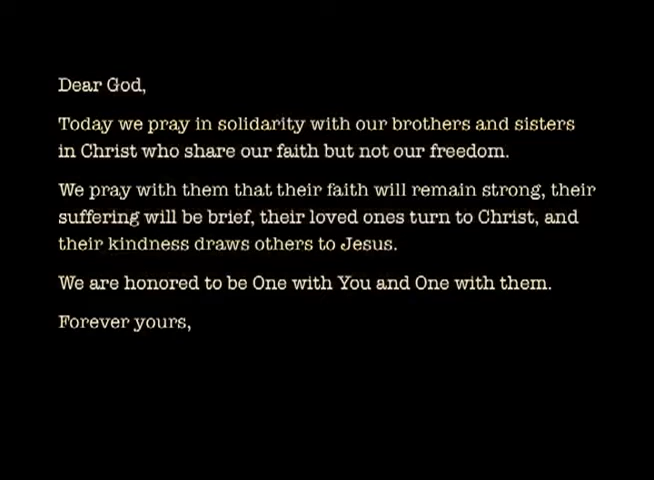 Dear God,
Today we pray in solidarity with our brothers and sisters
in Christ who share our faith but not our freedom.
We pray with them that their faith will remain strong, their
suffering will be brief, their loved ones turn to Christ, and
their kindness draws others to Jesus.
We are honored to be One with You and One with them.
Forever yours,